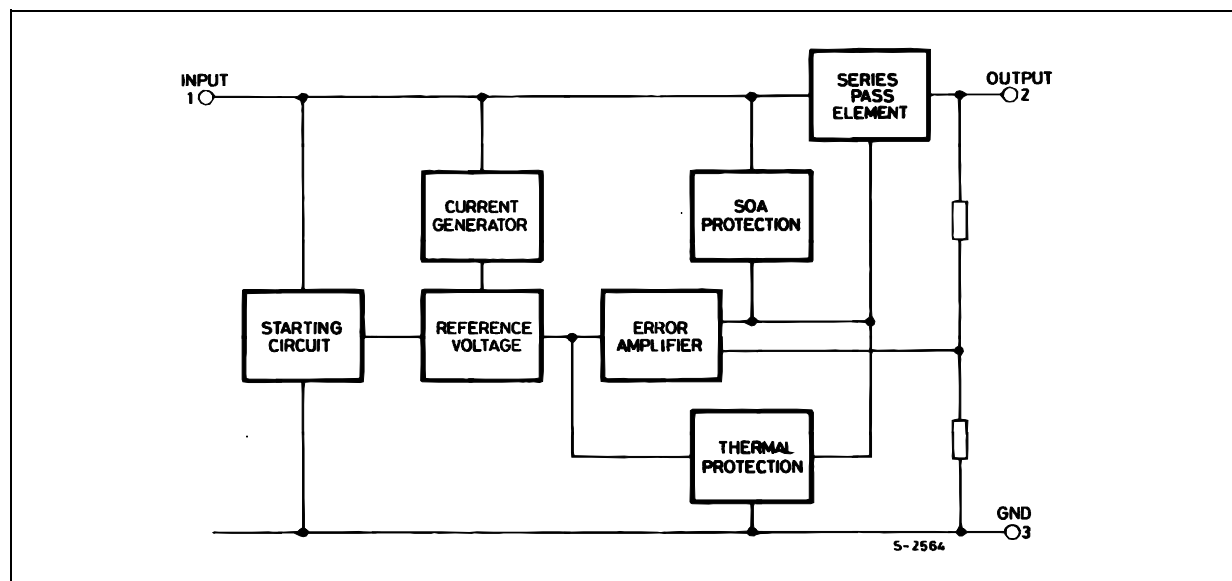 INPUT
1
SERIES
PASS
ELEMENT
OUTPUT
2
CURRENT
GENERATOR
SOA
PROTECTION
STARTING
CIRCUIT
REFERENCE
VOLTAGE
ERROR
AMPLIFIER
THERMAL
PROTECTION
GND
3
S-2564